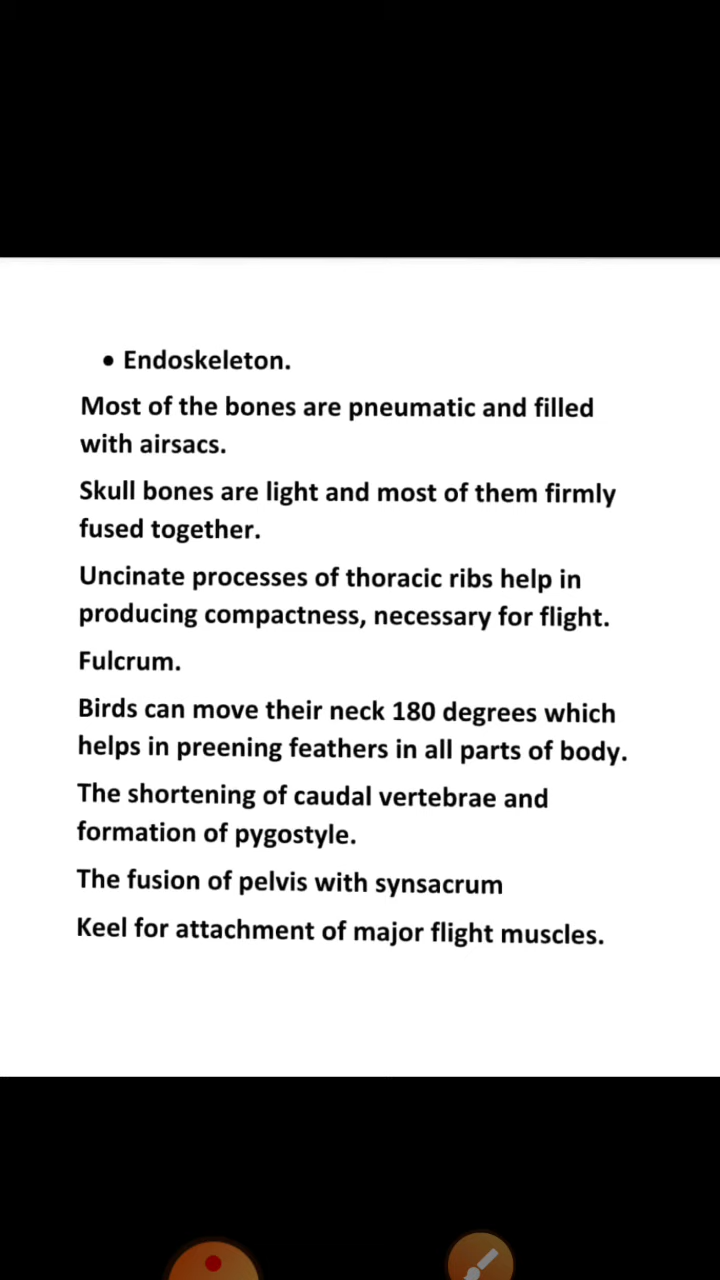 • Endoskeleton.
Most of the bones are pneumatic and filled
with airsacs.
Skull bones are light and most of them firmly
fused together.
Uncinate processes of thoracic ribs help in
producing compactness, necessary for flight.
Fulcrum.
Birds can move their neck 180 degrees which
helps in preening feathers in all parts of body.
The shortening of caudal vertebrae and
formation of pygostyle.
The fusion of pelvis with synsacrum
Keel for attachment of major flight muscles.